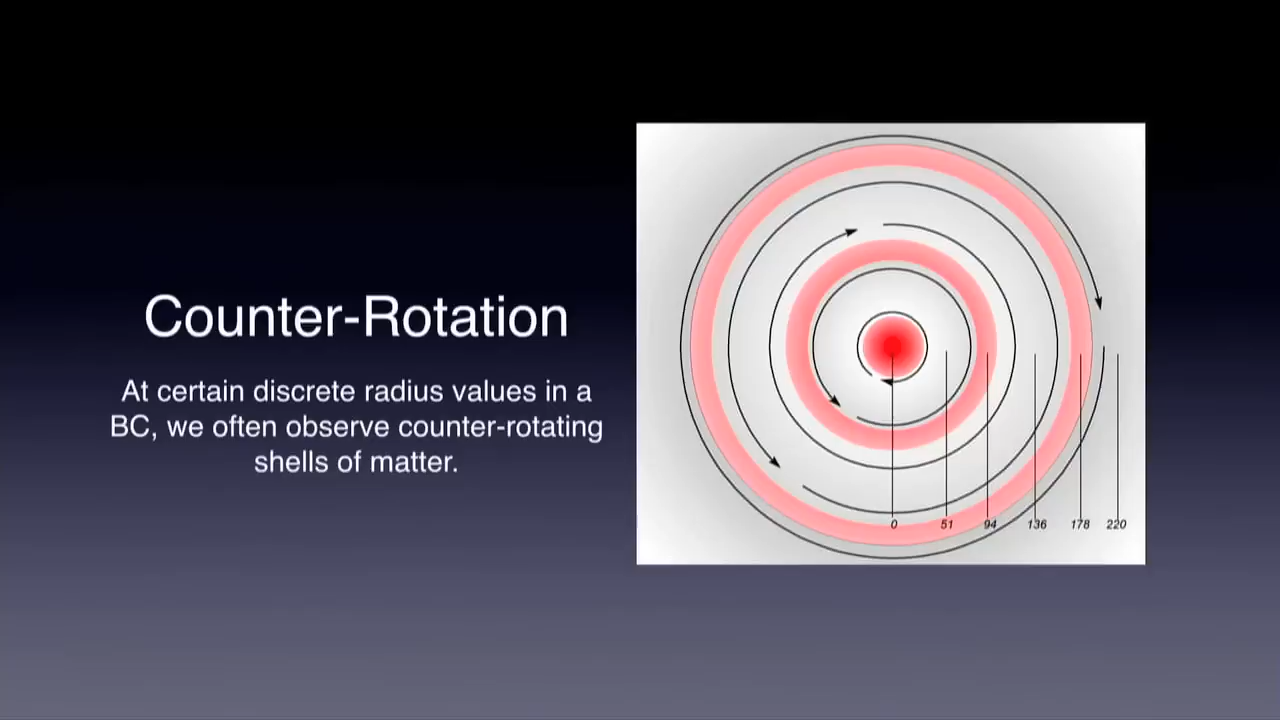 Counter-Rotation
At certain discrete radius values in a
BC, we often observe counter-rotating
shells of matter.
0 51 94 136 178 220